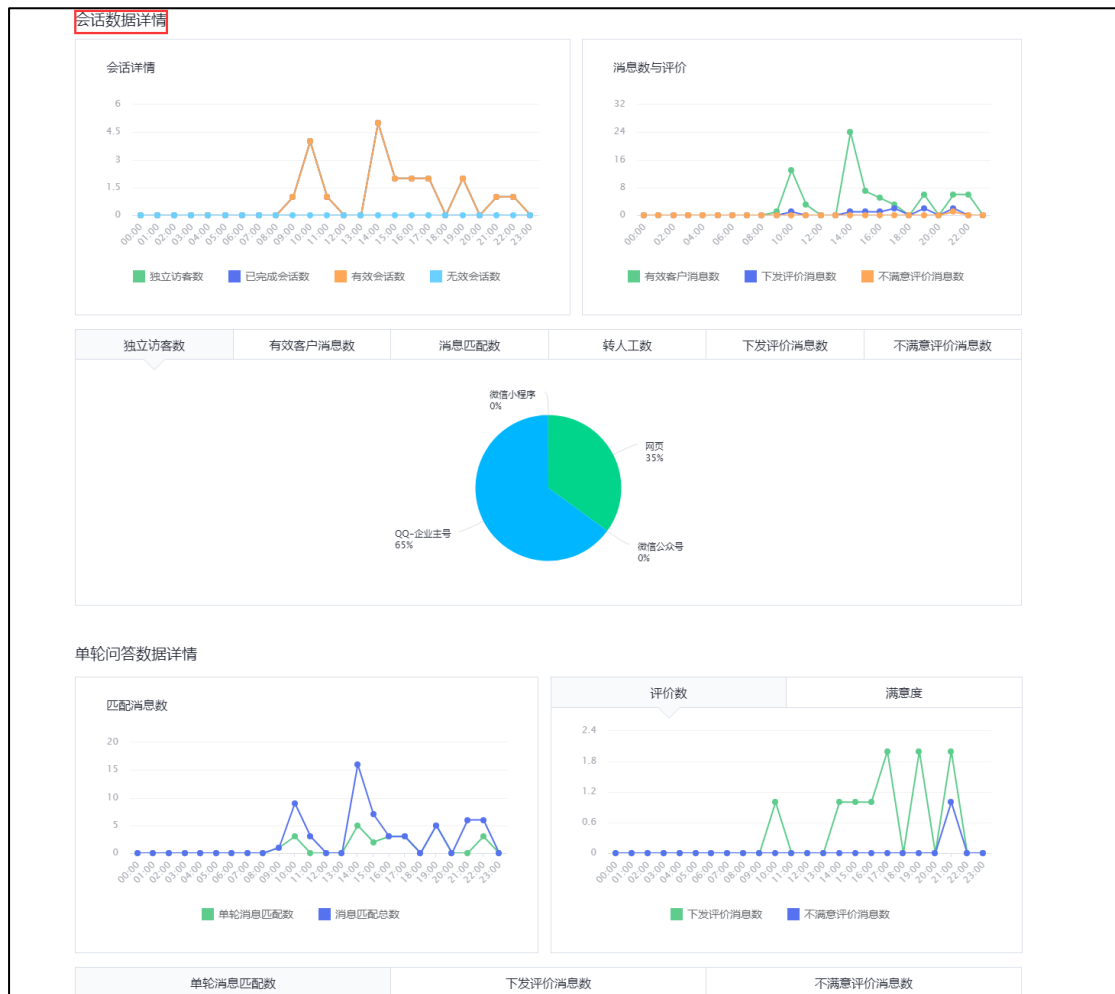 会话数据详情
会话详情
6
4.5
3
1.5
0
00:00 01:00 02:00 03:00 04:00 05:00 06:00 07:00 08:00 09:00 10:00 11:00 12:00 13:00 14:00 15:00 16:00 17:00 18:00 19:00 20:00 21:00 22:00 23:00
独立访客数 已完成会话数 有效会话数 无效会话数
消息数与评价
32
24
16
8
0
00:00 02:00 04:00 06:00 08:00 10:00 12:00 14:00 16:00 18:00 20:00 22:00
有效客户消息数 下发评价消息数 不满意评价消息数
独立访客数 有效客户消息数 消息匹配数 转人工数 下发评价消息数 不满意评价消息数
微信小程序
0%
网页
35%
QQ-企业主号
65%
微信公众号
0%
单轮问答数据详情
匹配消息数
20
15
10
5
0
00:00 01:00 02:00 03:00 04:00 05:00 06:00 07:00 08:00 09:00 10:00 11:00 12:00 13:00 14:00 15:00 16:00 17:00 18:00 19:00 20:00 21:00 22:00 23:00
单轮消息匹配数 消息匹配总数
评价数 满意度
2.4
1.8
1.2
0.6
0
00:00 01:00 02:00 03:00 04:00 05:00 06:00 07:00 08:00 09:00 10:00 11:00 12:00 13:00 14:00 15:00 16:00 17:00 18:00 19:00 20:00 21:00 22:00 23:00
下发评价消息数 不满意评价消息数
单轮消息匹配数 下发评价消息数 不满意评价消息数